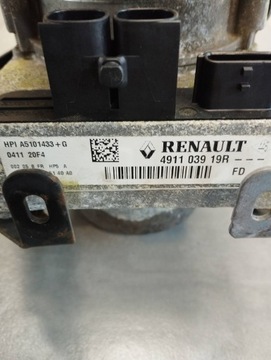 HPI A5101433+G
0411 20F4
RENAULT
4911 039 19R ---
FD